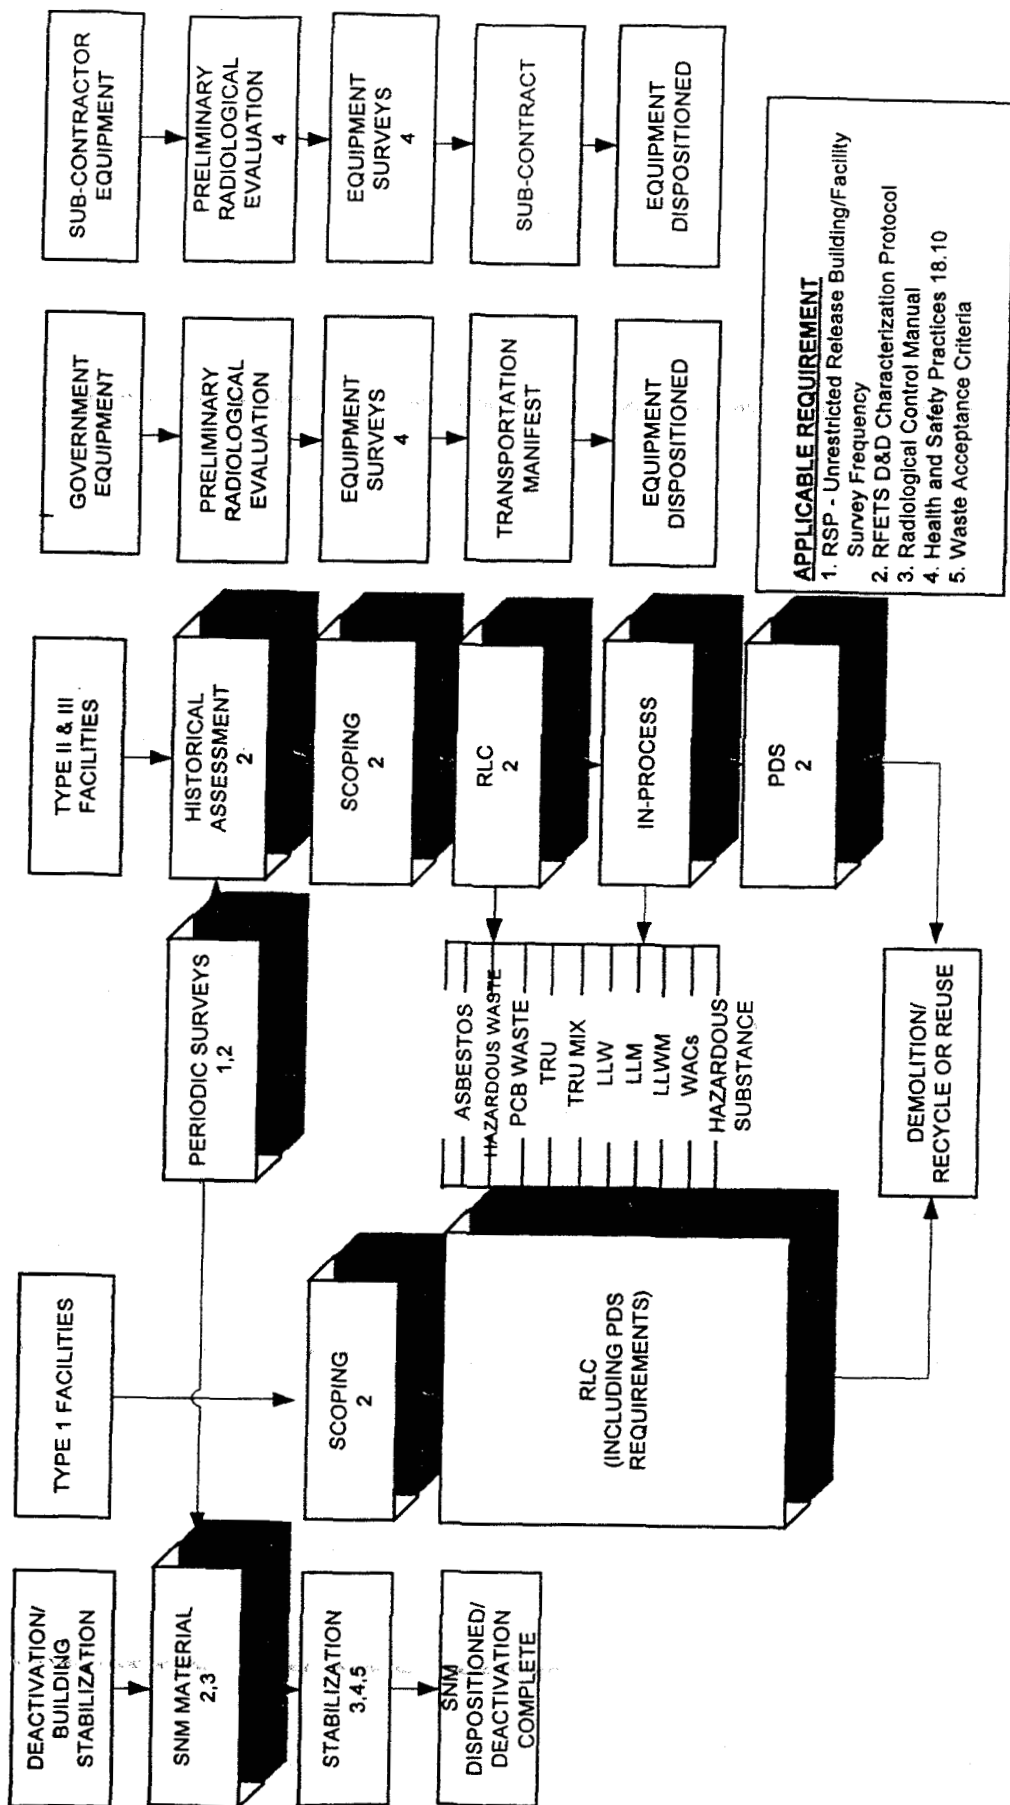 DEACTIVATION/
BUILDING
STABILIZATION
SNM MATERIAL
2,3
STABILIZATION
3,4,5
SNM
DISPOSITIONED/
DEACTIVATION
COMPLETE
TYPE 1 FACILITIES
SCOPING
2
RLC
(INCLUDING PDS
REQUIREMENTS)
PERIODIC SURVEYS
1,2
ASBESTOS
HAZARDOUS WASTE
PCB WASTE
TRU
TRU MIX
LLW
LLM
LLWM
WACs
HAZARDOUS
SUBSTANCE
DEMOLITION/
RECYCLE OR REUSE
TYPE II & III
FACILITIES
HISTORICAL
ASSESSMENT
2
SCOPING
2
RLC
2
IN-PROCESS
PDS
2
GOVERNMENT
EQUIPMENT
PRELIMINARY
RADIOLOGICAL
EVALUATION
EQUIPMENT
SURVEYS
4
TRANSPORTATION
MANIFEST
EQUIPMENT
DISPOSITIONED
SUB-CONTRACTOR
EQUIPMENT
PRELIMINARY
RADIOLOGICAL
EVALUATION
4
EQUIPMENT
SURVEYS
4
SUB-CONTRACT
EQUIPMENT
DISPOSITIONED
APPLICABLE REQUIREMENT
1. RSP - Unrestricted Release Building/Facility
Survey Frequency
2. RFETS D&D Characterization Protocol
3. Radiological Control Manual
4. Health and Safety Practices 18.10
5. Waste Acceptance Criteria